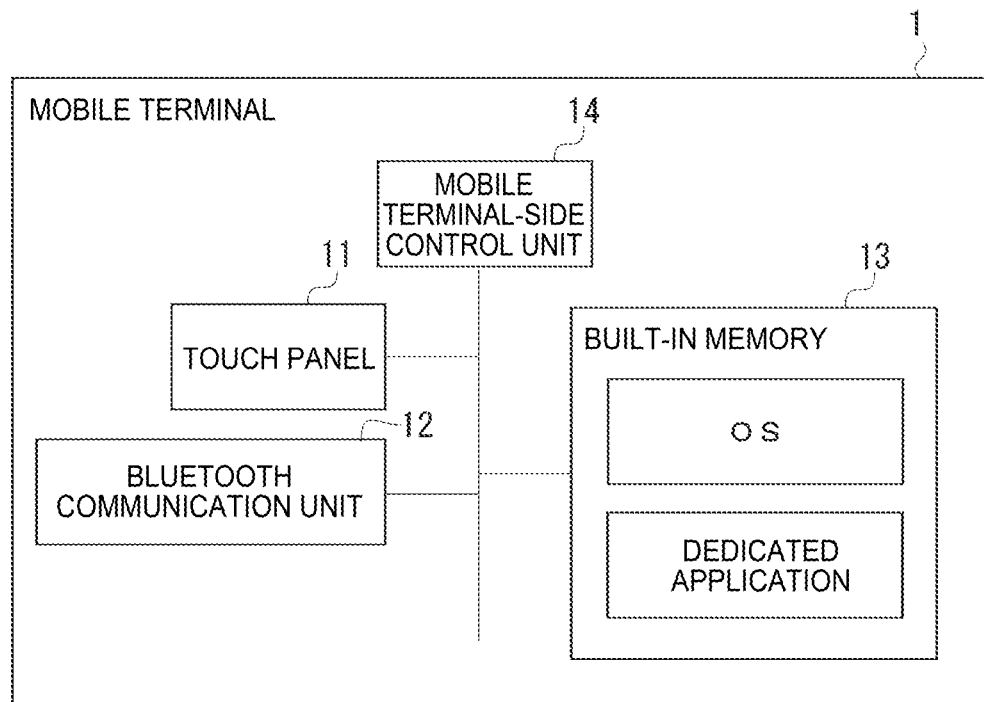 1
MOBILE TERMINAL
14
MOBILE
TERMINAL-SIDE
CONTROL UNIT
11
TOUCH PANEL
13
BUILT-IN MEMORY
OS
12
BLUETOOTH
COMMUNICATION UNIT
DEDICATED
APPLICATION